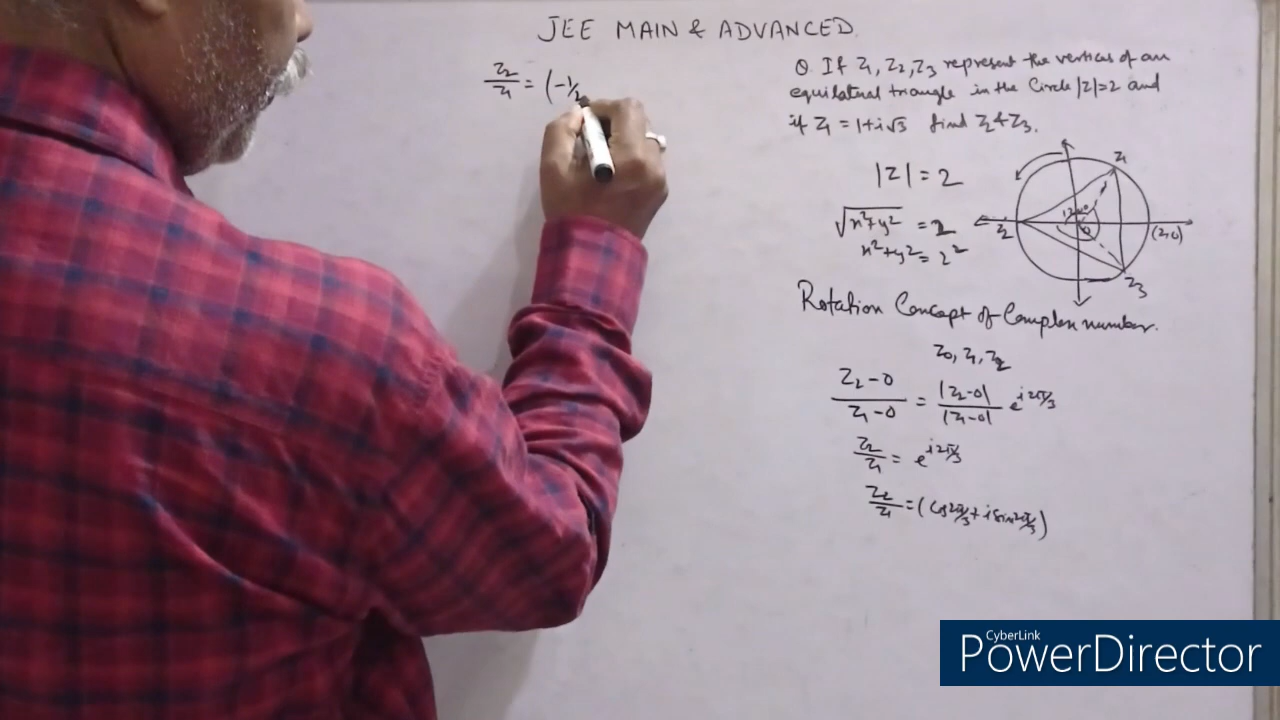 JEE MAIN & ADVANCED
Z2/Z1 = (-1/2
Q. If Z1, Z2, Z3 represent the vertices of an
equilateral triangle in the Circle |Z|=2 and
if Z1 = 1+i√3 find Z2 & Z3.
|Z| = 2
√x²+y² = 2
x²+y² = 2²
Z1
120°
Z2
0
(2,0)
Z3
Rotation Concept of Complex number.
Z0, Z1, Z2
Z2-0/Z1-0 = |Z2-0|/|Z1-0| e^i2π/3
Z2/Z1 = e^i2π/3
Z2/Z1 = (cos2π/3 + i sin2π/3)
CyberLink
PowerDirector